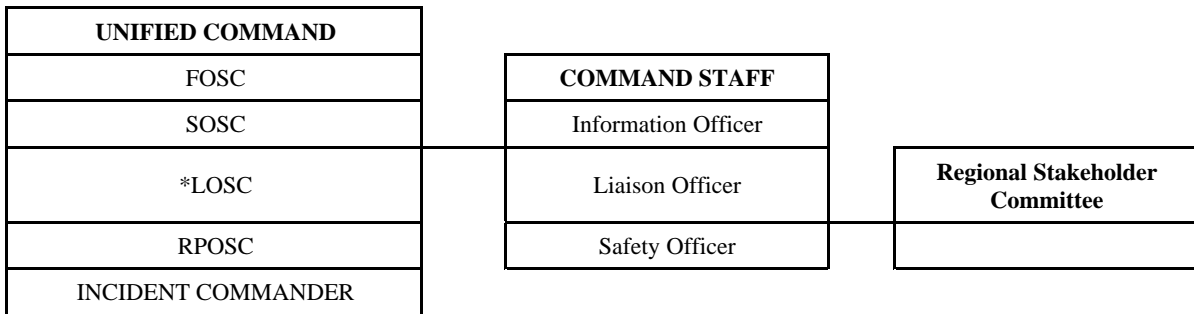 UNIFIED COMMAND
FOSC
SOSC
*LOSC
RPOSC
INCIDENT COMMANDER
COMMAND STAFF
Information Officer
Liaison Officer
Safety Officer
Regional Stakeholder
Committee